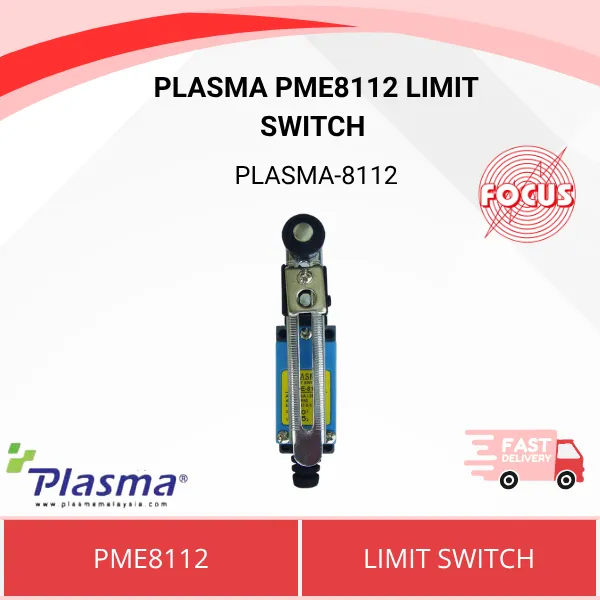 PLASMA PME8112 LIMIT
SWITCH
PLASMA-8112
FOCUS
Plasma®
www.plasmamalaysia.com
FAST
DELIVERY
PME8112
LIMIT SWITCH